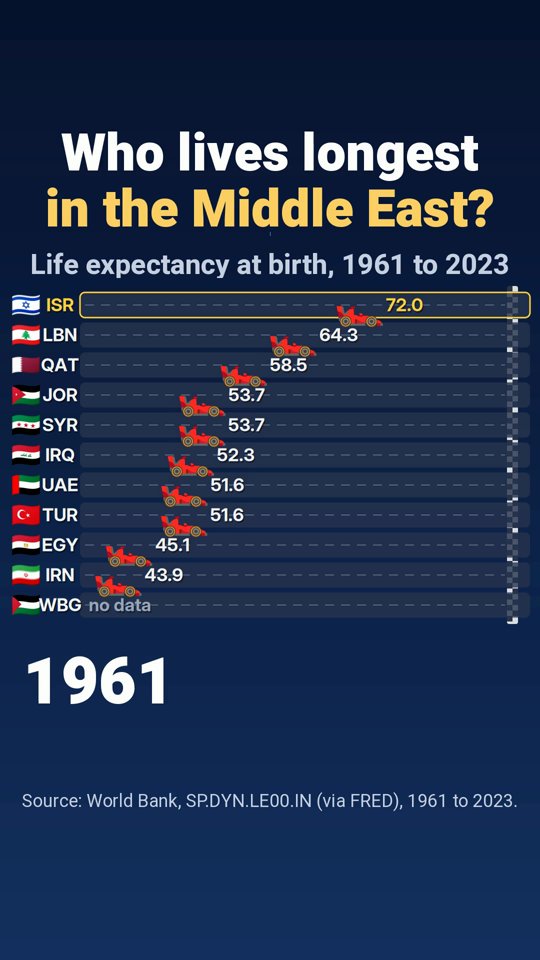 Who lives longest
in the Middle East?
Life expectancy at birth, 1961 to 2023
ISR 72.0
LBN 64.3
QAT 58.5
JOR 53.7
SYR 53.7
IRQ 52.3
UAE 51.6
TUR 51.6
EGY 45.1
IRN 43.9
WBG no data
1961
Source: World Bank, SP.DYN.LE00.IN (via FRED), 1961 to 2023.